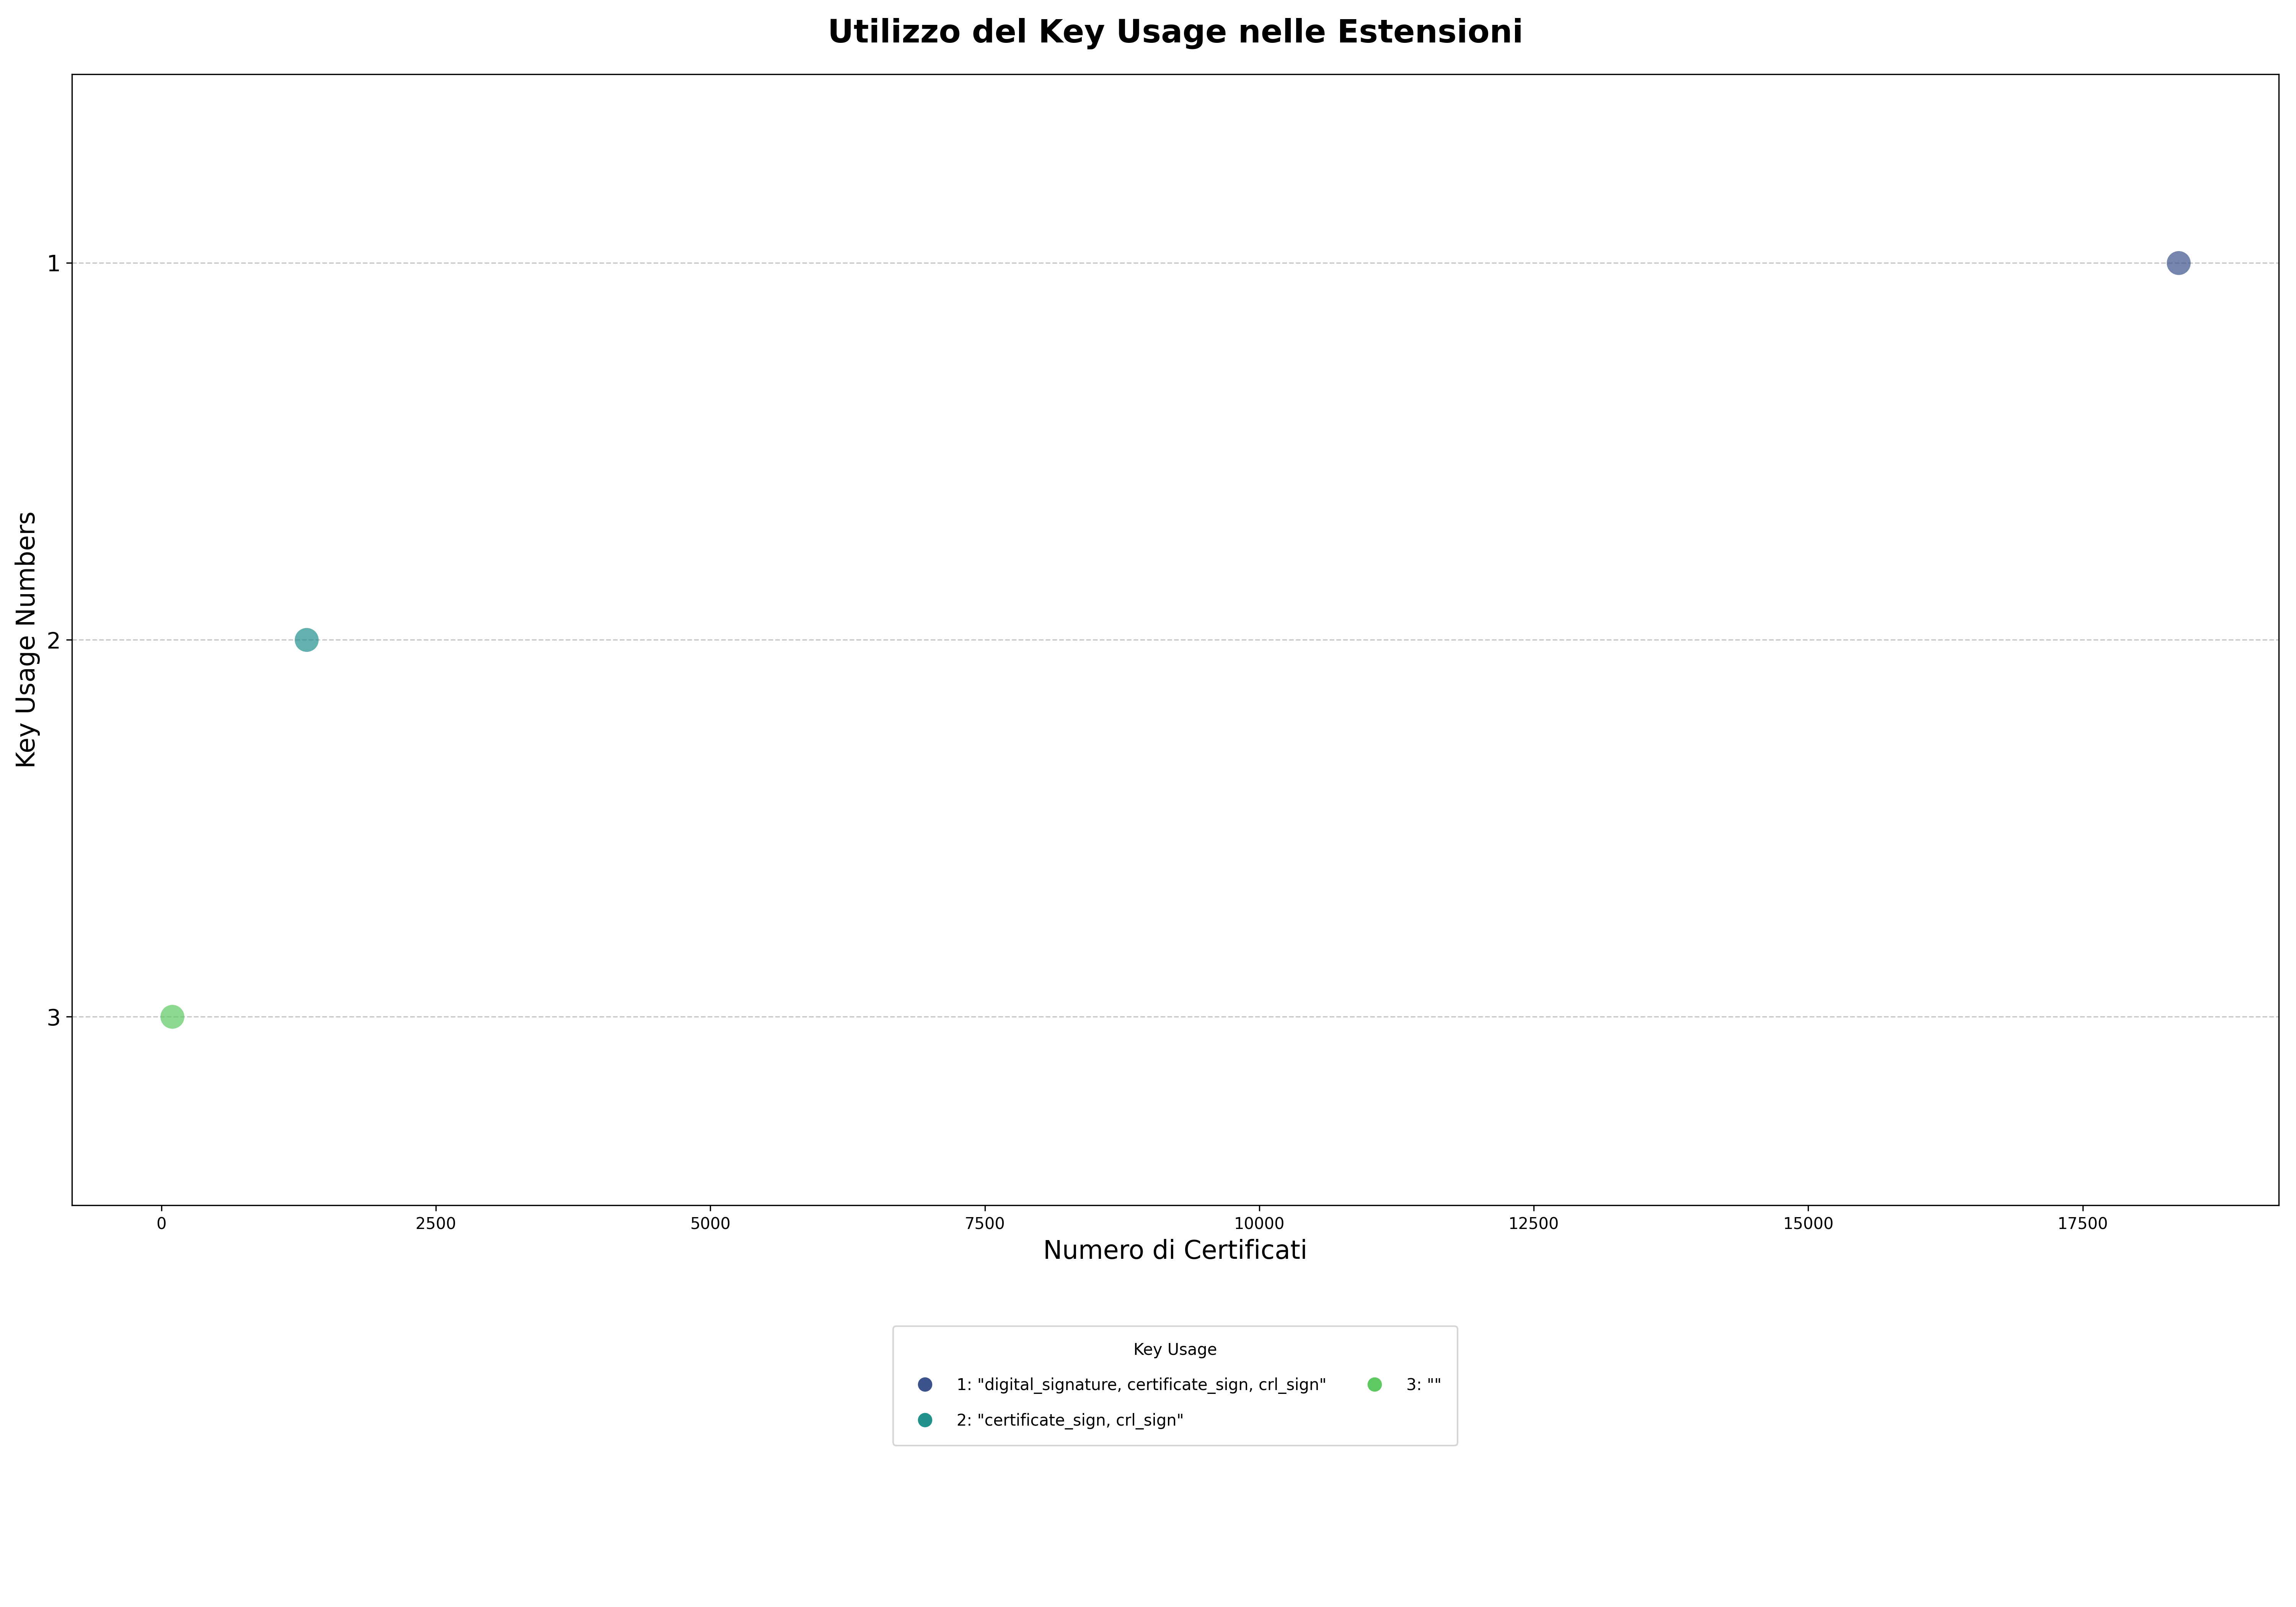 Utilizzo del Key Usage nelle Estensioni
Key Usage Numbers
1
2
3
0 2500 5000 7500 10000 12500 15000 17500
Numero di Certificati
Key Usage
1: "digital_signature, certificate_sign, crl_sign"
2: "certificate_sign, crl_sign"
3: ""